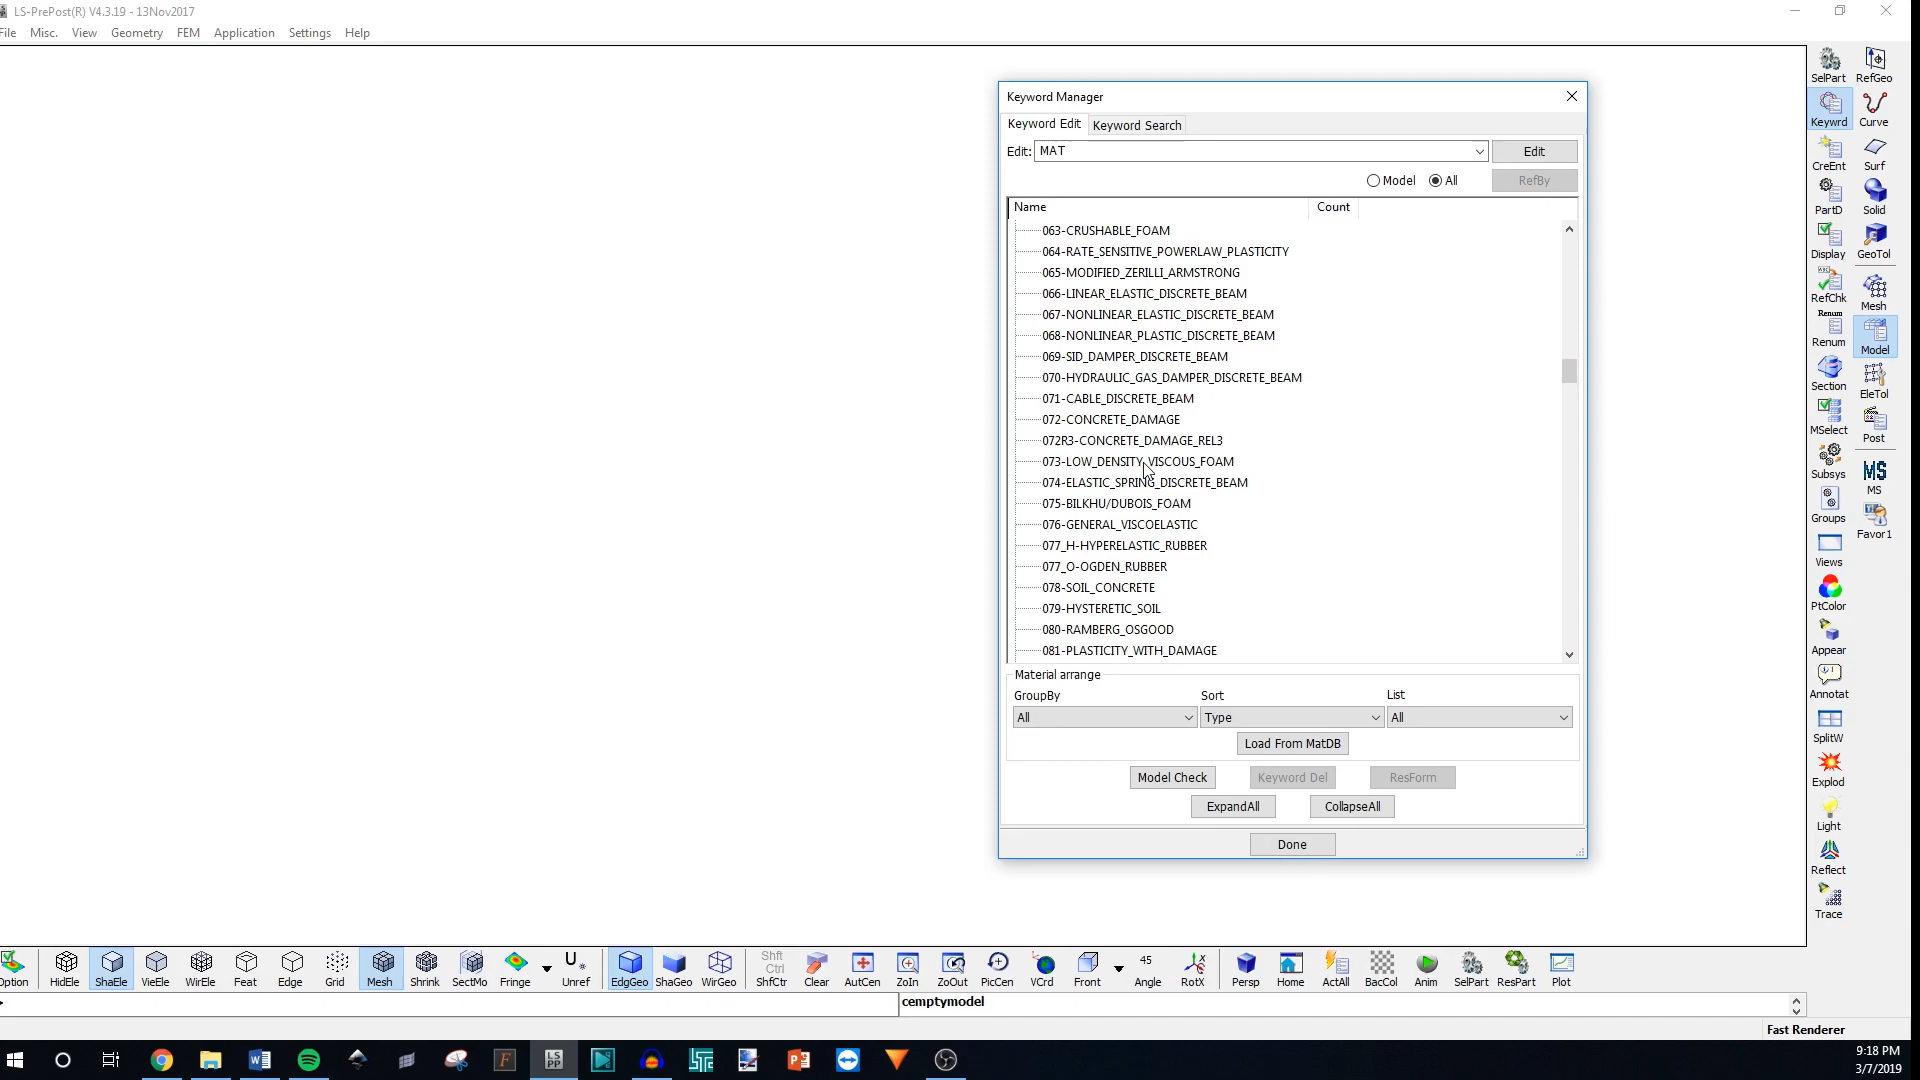 LS-PrePost(R) V4.3.19 - 13Nov2017
File Misc. View Geometry FEM Application Settings Help
Keyword Manager
Keyword Edit Keyword Search
Edit: MAT Edit
Model All RefBy
Name Count
063-CRUSHABLE_FOAM
064-RATE_SENSITIVE_POWERLAW_PLASTICITY
065-MODIFIED_ZERILLI_ARMSTRONG
066-LINEAR_ELASTIC_DISCRETE_BEAM
067-NONLINEAR_ELASTIC_DISCRETE_BEAM
068-NONLINEAR_PLASTIC_DISCRETE_BEAM
069-SID_DAMPER_DISCRETE_BEAM
070-HYDRAULIC_GAS_DAMPER_DISCRETE_BEAM
071-CABLE_DISCRETE_BEAM
072-CONCRETE_DAMAGE
072R3-CONCRETE_DAMAGE_REL3
073-LOW_DENSITY_VISCOUS_FOAM
074-ELASTIC_SPRING_DISCRETE_BEAM
075-BILKHU/DUBOIS_FOAM
076-GENERAL_VISCOELASTIC
077_H-HYPERELASTIC_RUBBER
077_O-OGDEN_RUBBER
078-SOIL_CONCRETE
079-HYSTERETIC_SOIL
080-RAMBERG_OSGOOD
081-PLASTICITY_WITH_DAMAGE
Material arrange
GroupBy Sort List
All Type All
Load From MatDB
Model Check Keyword Del ResForm
ExpandAll CollapseAll
Done
SelPart RefGeo
Keywrd Curve
CreEnt Surf
PartD Solid
Display GeoTol
RefChk Mesh
Renum
Renum Model
Section EleTol
MSelect Post
Subsys MS
MS
Groups Favor1
Views
PtColor
Appear
Annotat
SplitW
Explod
Light
Reflect
Trace
Shft
Ctrl
45
Option HidEle ShaEle VieEle WirEle Feat Edge Grid Mesh Shrink SectMo Fringe Unref EdgGeo ShaGeo WirGeo ShfCtr Clear AutCen ZoIn ZoOut PicCen VCrd Front Angle RotX Persp Home ActAll BacCol Anim SelPart ResPart Plot
> cemptymodel
Fast Renderer
LS
PP
9:18 PM
3/7/2019